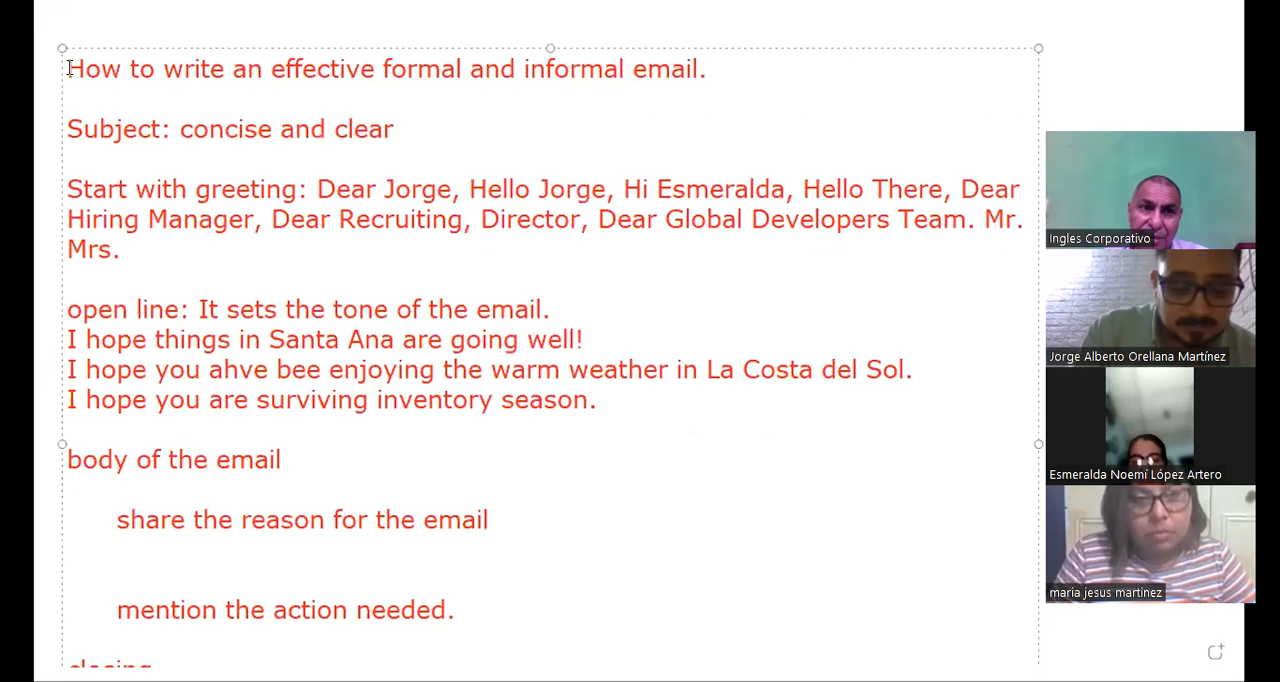 How to write an effective formal and informal email.
Subject: concise and clear
Start with greeting: Dear Jorge, Hello Jorge, Hi Esmeralda, Hello There, Dear
Hiring Manager, Dear Recruiting, Director, Dear Global Developers Team. Mr.
Mrs.
open line: It sets the tone of the email.
I hope things in Santa Ana are going well!
I hope you ahve bee enjoying the warm weather in La Costa del Sol.
I hope you are surviving inventory season.
body of the email
share the reason for the email
mention the action needed.
closing
Ingles Corporativo
Jorge Alberto Orellana Martínez
Esmeralda Noemí López Artero
maria jesus martinez